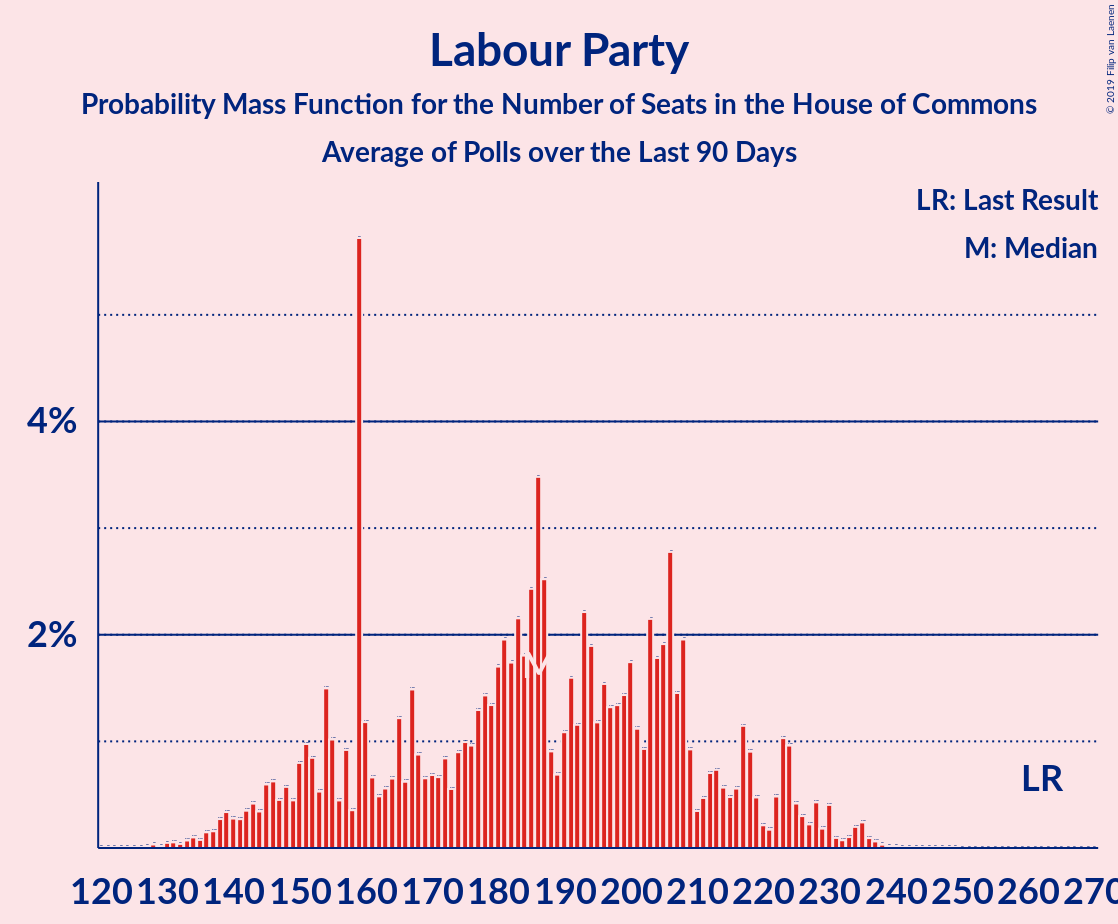 Labour Party
Probability Mass Function for the Number of Seats in the House of Commons
Average of Polls over the Last 90 Days
© 2019 Filip van Laenen
LR: Last Result
M: Median
4%
2%
M
LR
120 130 140 150 160 170 180 190 200 210 220 230 240 250 260 270